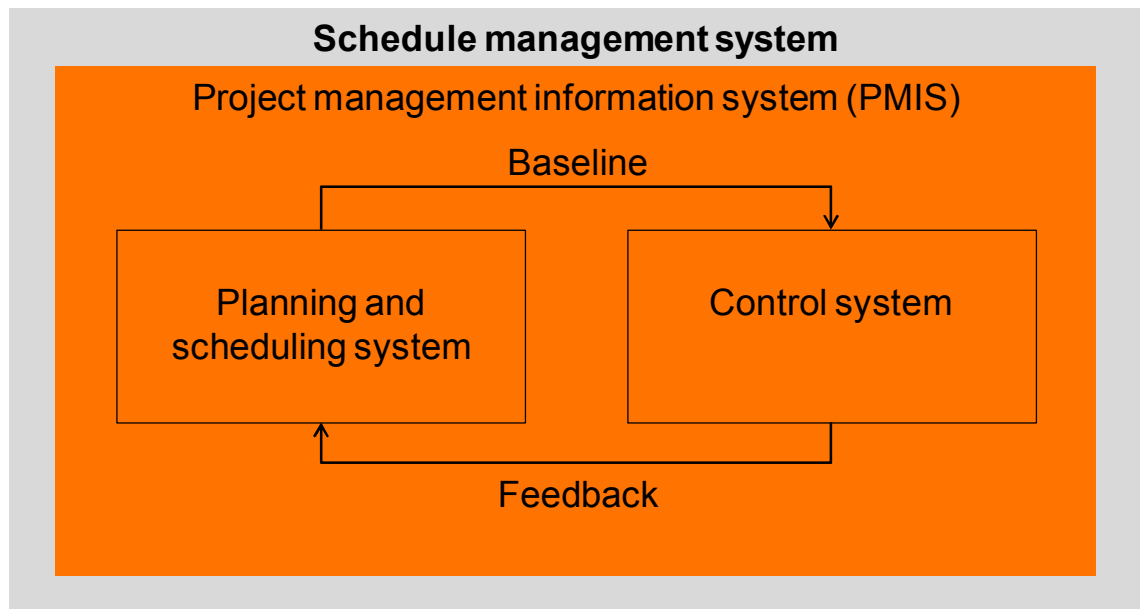 Schedule management system
Project management information system (PMIS)
Baseline
Planning and
scheduling system
Control system
Feedback